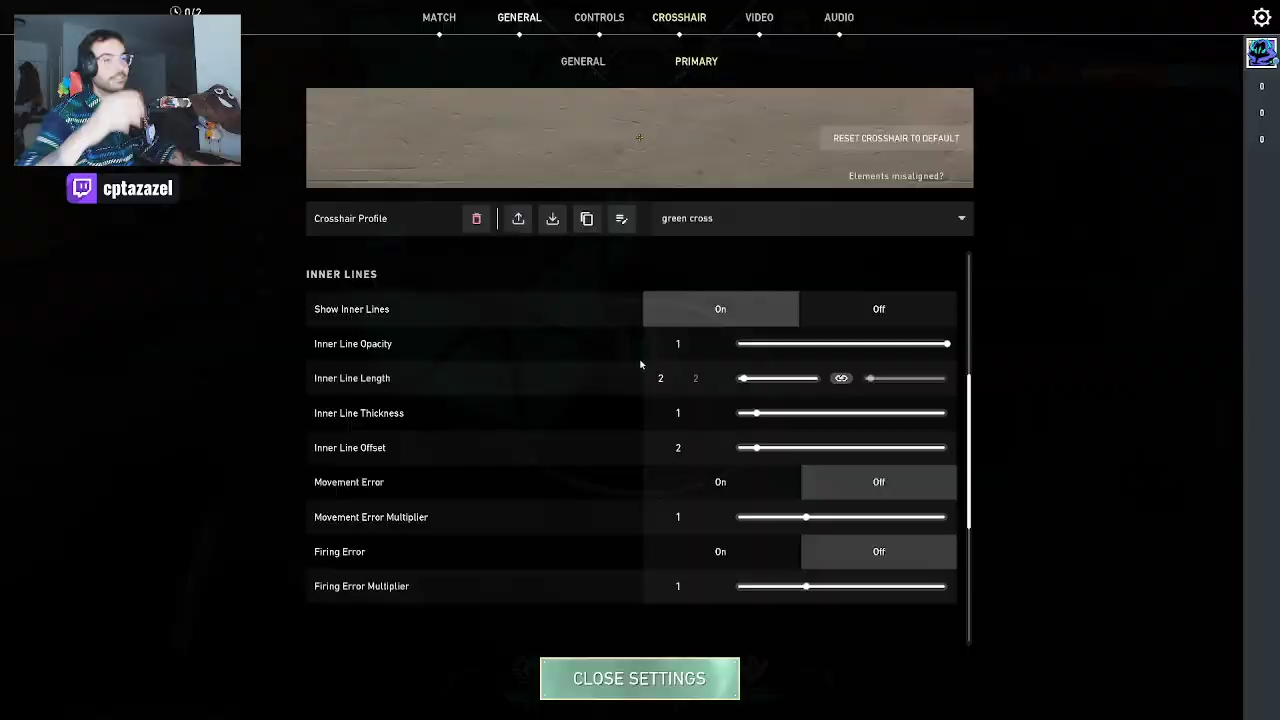 0/2
MATCH GENERAL CONTROLS CROSSHAIR VIDEO AUDIO
GENERAL PRIMARY
RESET CROSSHAIR TO DEFAULT
Elements misaligned?
cptazazel
Crosshair Profile green cross
INNER LINES
Show Inner Lines On Off
Inner Line Opacity 1
Inner Line Length 2 2
Inner Line Thickness 1
Inner Line Offset 2
Movement Error On Off
Movement Error Multiplier 1
Firing Error On Off
Firing Error Multiplier 1
CLOSE SETTINGS
0
0
0